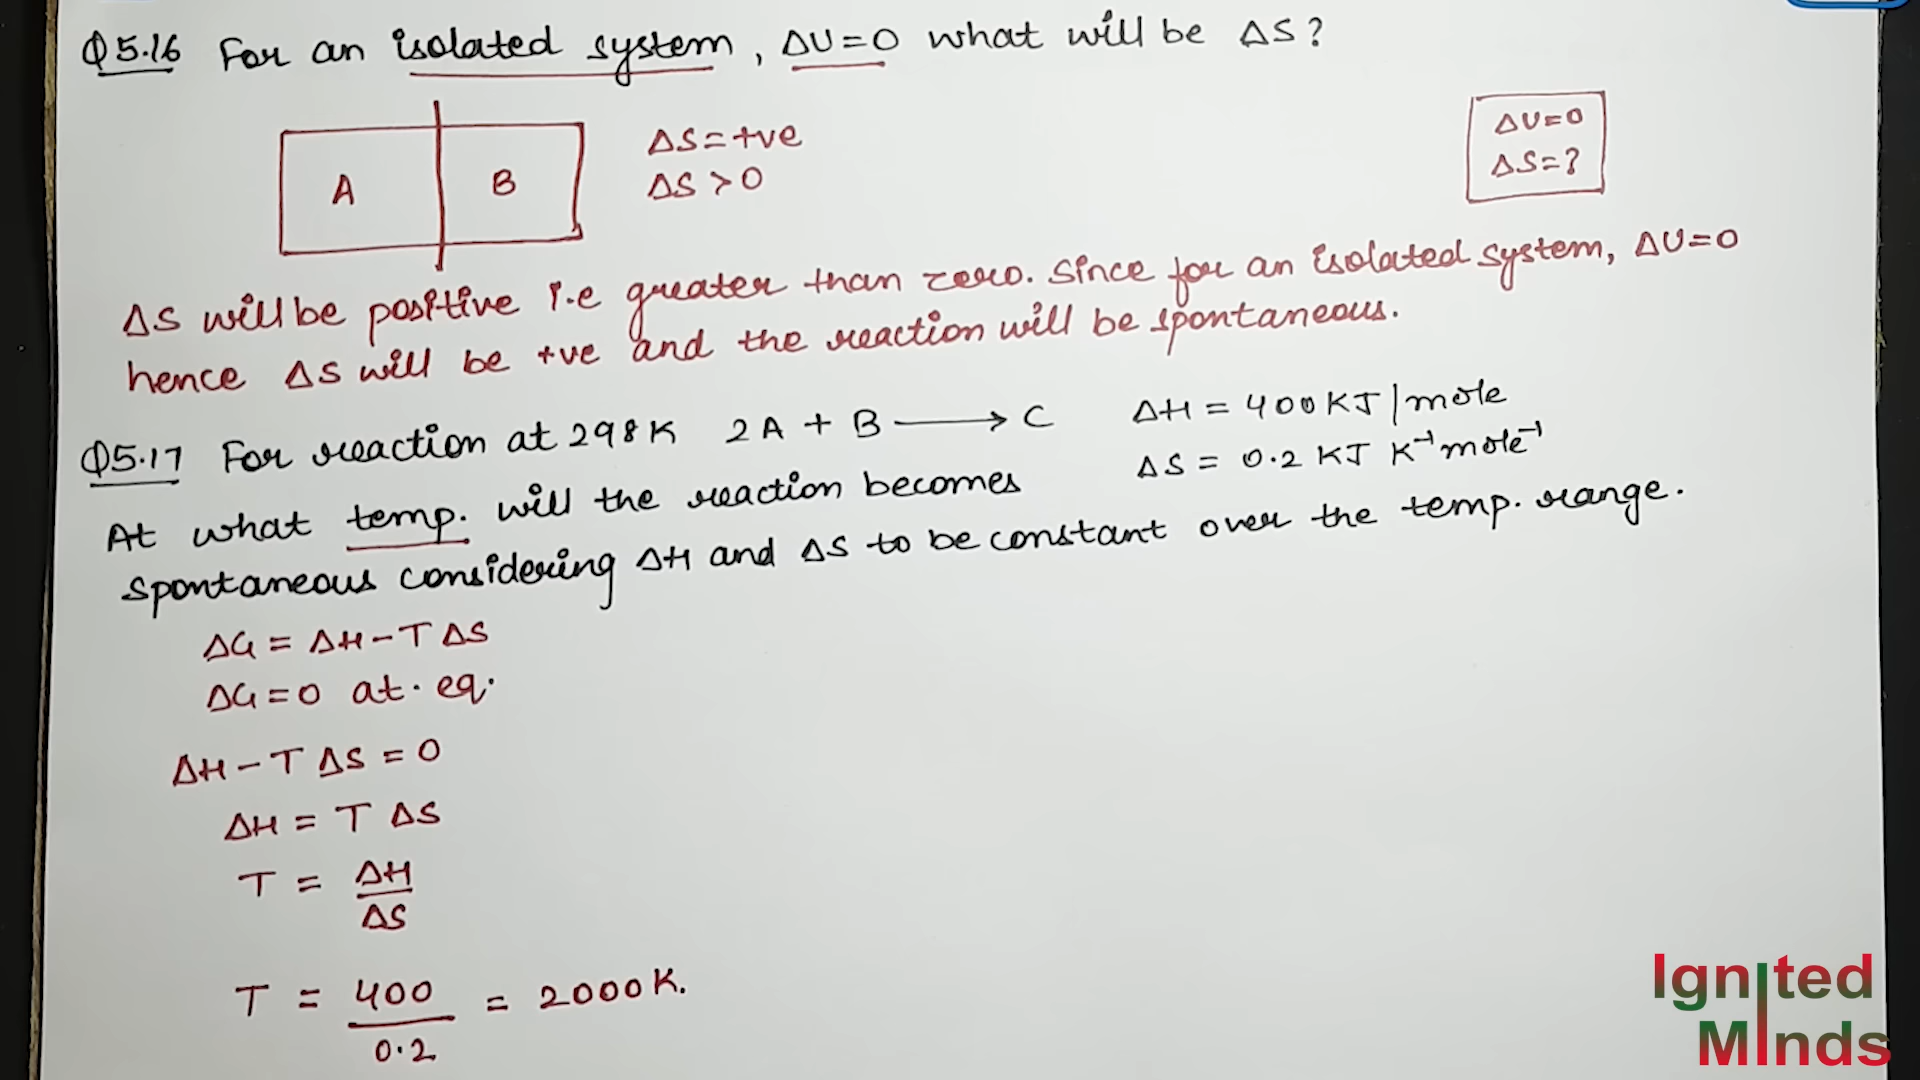 Q5.16 For an isolated system, ΔU=0 what will be ΔS?
A
B
ΔS=+ve
ΔS>0
ΔU=0
ΔS=?
ΔS will be positive i.e greater than zero. Since for an isolated system, ΔU=0
hence ΔS will be +ve and the reaction will be spontaneous.
Q5.17 For reaction at 298K 2A + B ⟶ C
ΔH = 400KJ/mole
ΔS = 0.2 KJ K⁻¹ mole⁻¹
At what temp. will the reaction becomes
spontaneous considering ΔH and ΔS to be constant over the temp. range.
ΔG = ΔH-TΔS
ΔG=0 at. eq.
ΔH-TΔS=0
ΔH = TΔS
T = ΔH/ΔS
T = 400/0.2 = 2000K.
Ignited
Minds